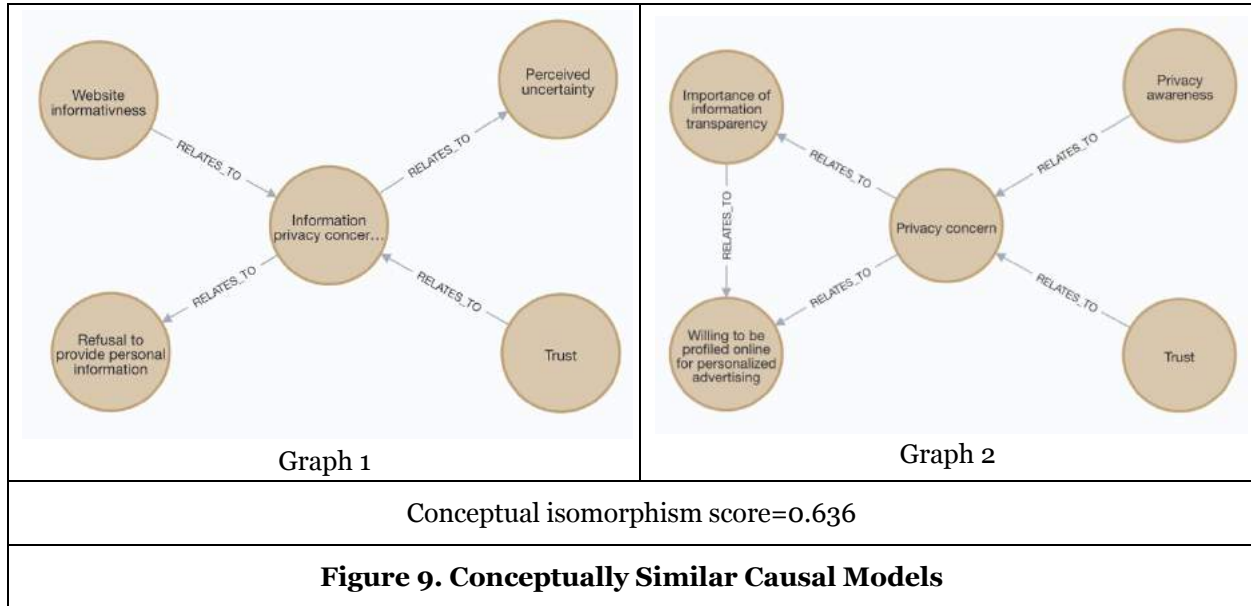 Website
informativness
Perceived
uncertainty
RELATES_TO
RELATES_TO
Information
privacy concer...
RELATES_TO
RELATES_TO
Refusal to
provide personal
information
Trust
Graph 1
Importance of
information
transparency
Privacy
awareness
RELATES_TO
RELATES_TO
RELATES_TO
Privacy concern
RELATES_TO
RELATES_TO
Willing to be
profiled online
for personalized
advertising
Trust
Graph 2
Conceptual isomorphism score=0.636
Figure 9. Conceptually Similar Causal Models